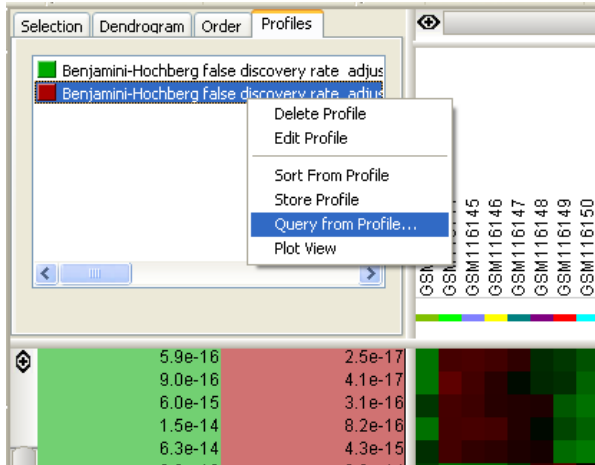 Selection Dendrogram Order Profiles
Benjamini-Hochberg false discovery rate adjus
Benjamini-Hochberg false discovery rate adjus
Delete Profile
Edit Profile
Sort From Profile
Store Profile
Query from Profile...
Plot View
GSM116145
GSM116146
GSM116147
GSM116148
GSM116149
GSM116150
5.9e-16 2.5e-17
9.0e-16 4.1e-17
6.0e-15 3.1e-16
1.5e-14 8.2e-16
6.3e-14 4.3e-15